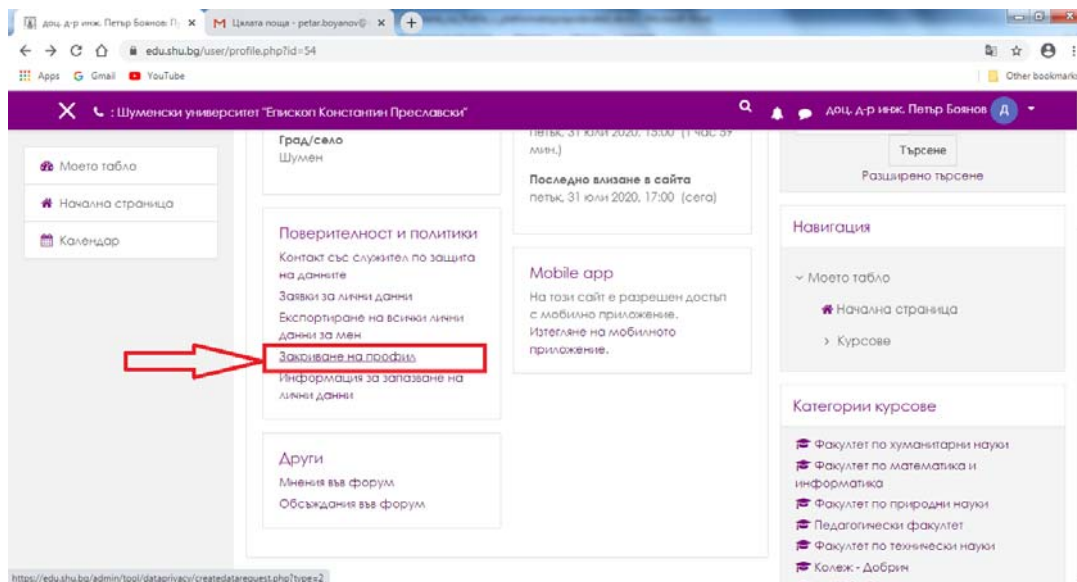 доц. д-р инж. Петър Боянов: П
Цялата поща - petar.boyanov@
edu.shu.bg/user/profile.php?id=54
Apps
Gmail
YouTube
Other bookmarks
: Шуменски университет "Епископ Константин Преславски"
доц. д-р инж. Петър Боянов
Д
Моето табло
Начална страница
Календар
Град/село
Шумен
Поверителност и политики
Контакт със служител по защита
на данните
Заявки за лични данни
Експортиране на всички лични
данни за мен
Закриване на профил
Информация за запазване на
лични данни
Други
Мнения във форум
Обсъждания във форум
петък, 31 юли 2020, 15:00 (1 час 59
мин.)
Последно влизане в сайта
петък, 31 юли 2020, 17:00 (сега)
Mobile app
На този сайт е разрешен достъп
с мобилно приложение.
Изтегляне на мобилното
приложение.
Търсене
Разширено търсене
Навигация
Моето табло
Начална страница
Курсове
Категории курсове
Факултет по хуманитарни науки
Факултет по математика и
информатика
Факултет по природни науки
Педагогически факултет
Факултет по технически науки
Колеж - Добрич
https://edu.shu.bg/admin/tool/dataprivacy/createdatarequest.php?type=2